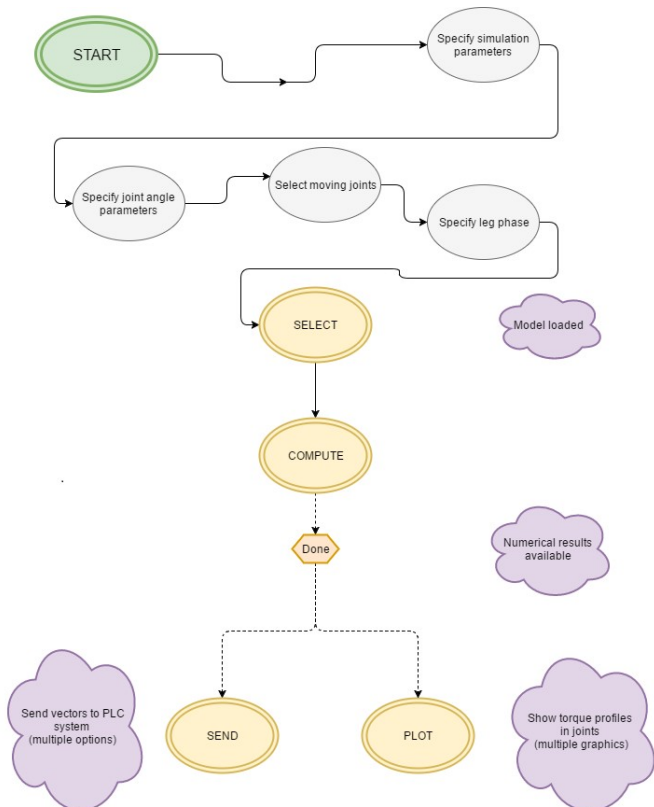 START
Specify simulation
parameters
Specify joint angle
parameters
Select moving joints
Specify leg phase
SELECT
Model loaded
COMPUTE
.
Done
Numerical results
available
Send vectors to PLC
system
(multiple options)
SEND
PLOT
Show torque profiles
in joints
(multiple graphics)